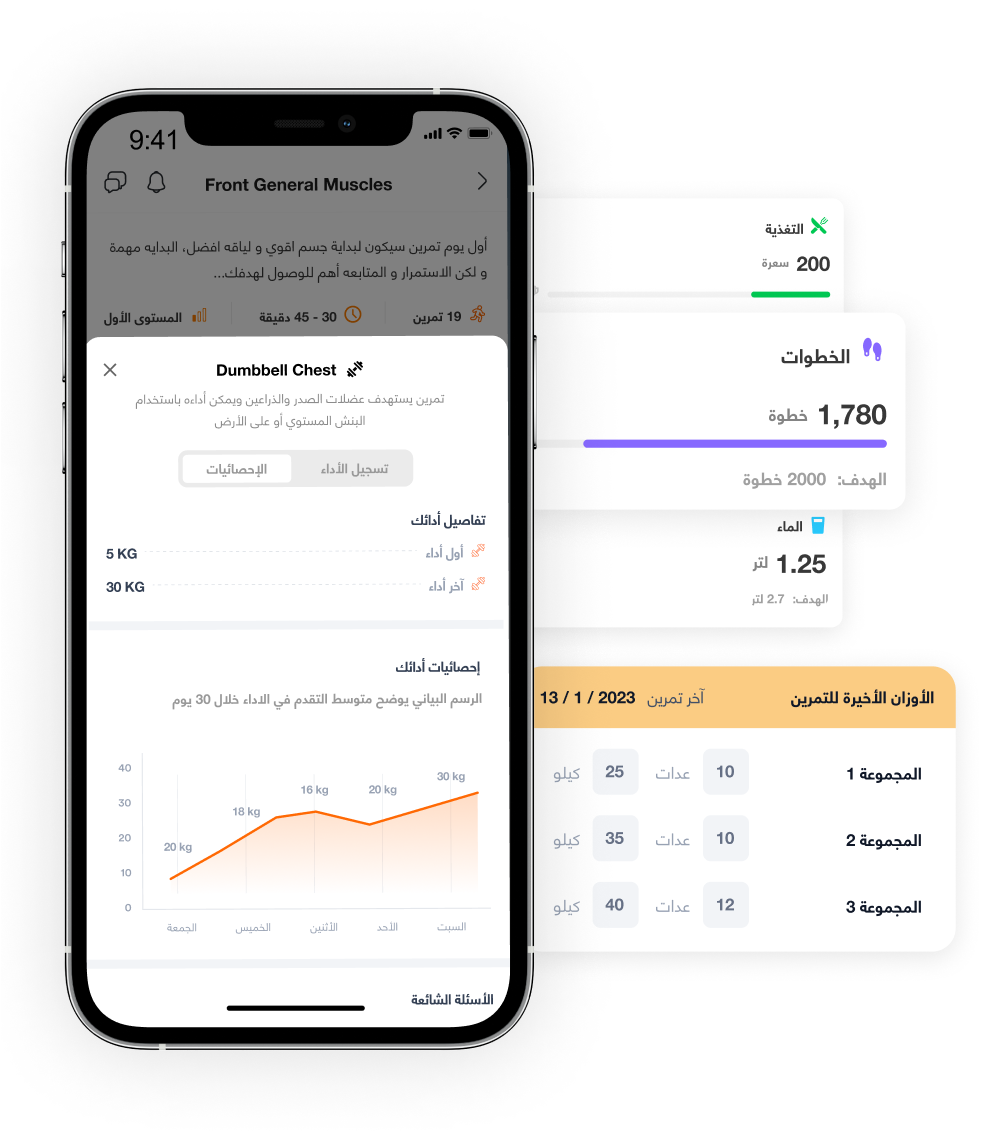 9:41
Front General Muscles
أول يوم تمرين سيكون لبداية جسم اقوي و لياقه افضل، البدايه مهمة
و لكن الاستمرار و المتابعه أهم للوصول لهدفك...
19 تمرين
30 - 45 دقيقة
المستوى الأول
Dumbbell Chest
تمرين يستهدف عضلات الصدر والذراعين ويمكن أداءه باستخدام
البنش المستوي أو على الأرض
تسجيل الأداء
الإحصائيات
تفاصيل أدائك
أول أداء 5 KG
آخر أداء 30 KG
إحصائيات أدائك
الرسم البياني يوضح متوسط التقدم في الاداء خلال 30 يوم
40
30
20
10
0
20 kg
18 kg
16 kg
20 kg
30 kg
الجمعة
الخميس
الأثنين
الأحد
السبت
الأسئلة الشائعة
التغذية
200 سعرة
الخطوات
1,780 خطوة
الهدف: 2000 خطوة
الماء
1.25 لتر
الهدف: 2.7 لتر
الأوزان الأخيرة للتمرين
آخر تمرين 13 / 1 / 2023
المجموعة 1 10 عدات 25 كيلو
المجموعة 2 10 عدات 35 كيلو
المجموعة 3 12 عدات 40 كيلو